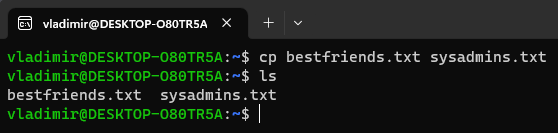 vladimir@DESKTOP-O80TR5A
vladimir@DESKTOP-O80TR5A:~$ cp bestfriends.txt sysadmins.txt
vladimir@DESKTOP-O80TR5A:~$ ls
bestfriends.txt  sysadmins.txt
vladimir@DESKTOP-O80TR5A:~$